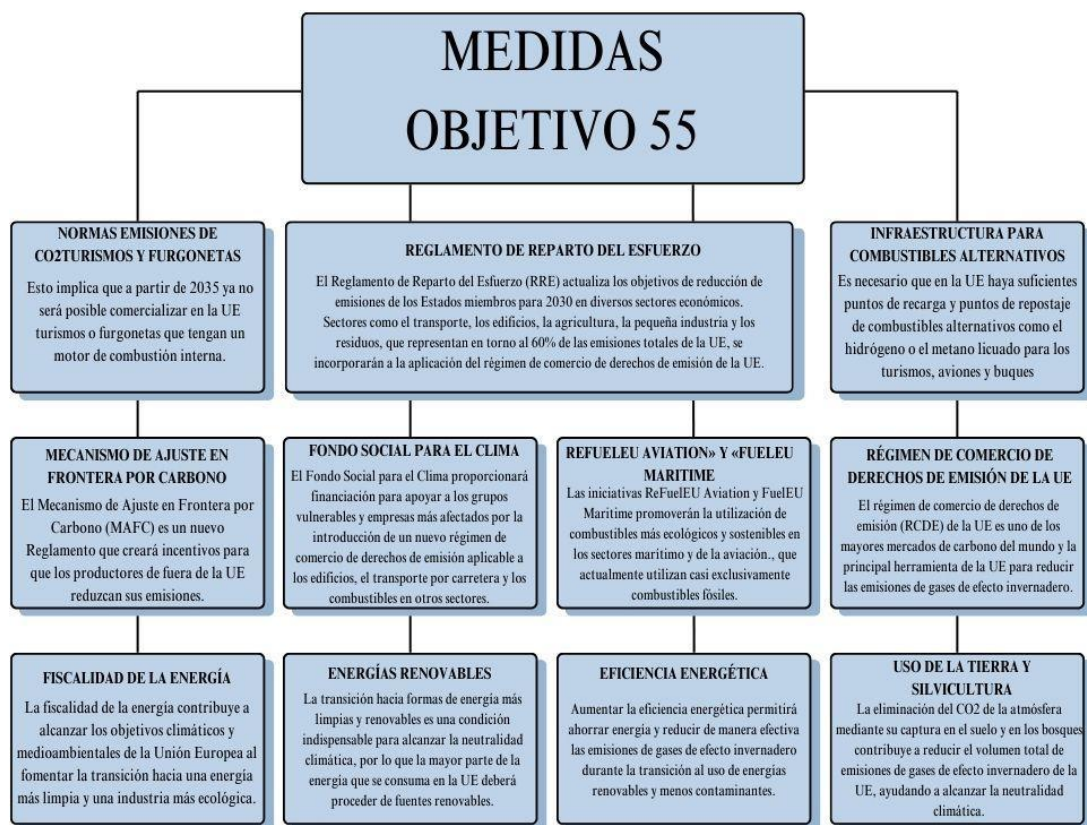 MEDIDAS
OBJETIVO 55
NORMAS EMISIONES DE
CO2TURISMOS Y FURGONETAS
Esto implica que a partir de 2035 ya no
será posible comercializar en la UE
turismos o furgonetas que tengan un
motor de combustión interna.
REGLAMENTO DE REPARTO DEL ESFUERZO
El Reglamento de Reparto del Esfuerzo (RRE) actualiza los objetivos de reducción de
emisiones de los Estados miembros para 2030 en diversos sectores económicos.
Sectores como el transporte, los edificios, la agricultura, la pequeña industria y los
residuos, que representan en torno al 60% de las emisiones totales de la UE, se
incorporarán a la aplicación del régimen de comercio de derechos de emisión de la UE.
INFRAESTRUCTURA PARA
COMBUSTIBLES ALTERNATIVOS
Es necesario que en la UE haya suficientes
puntos de recarga y puntos de repostaje
de combustibles alternativos como el
hidrógeno o el metano licuado para los
turismos, aviones y buques
MECANISMO DE AJUSTE EN
FRONTERA POR CARBONO
El Mecanismo de Ajuste en Frontera por
Carbono (MAFC) es un nuevo
Reglamento que creará incentivos para
que los productores de fuera de la UE
reduzcan sus emisiones.
FONDO SOCIAL PARA EL CLIMA
El Fondo Social para el Clima proporcionará
financiación para apoyar a los grupos
vulnerables y empresas más afectados por la
introducción de un nuevo régimen de
comercio de derechos de emisión aplicable a
los edificios, el transporte por carretera y los
combustibles en otros sectores.
REFUELEU AVIATION» Y «FUELEU
MARITIME
Las iniciativas ReFuelEU Aviation y FuelEU
Maritime promoverán la utilización de
combustibles más ecológicos y sostenibles en
los sectores marítimo y de la aviación., que
actualmente utilizan casi exclusivamente
combustibles fósiles.
RÉGIMEN DE COMERCIO DE
DERECHOS DE EMISIÓN DE LA UE
El régimen de comercio de derechos de
emisión (RCDE) de la UE es uno de los
mayores mercados de carbono del mundo y la
principal herramienta de la UE para reducir
las emisiones de gases de efecto invernadero.
FISCALIDAD DE LA ENERGÍA
La fiscalidad de la energía contribuye a
alcanzar los objetivos climáticos y
medioambientales de la Unión Europea al
fomentar la transición hacia una energía
más limpia y una industria más ecológica.
ENERGÍAS RENOVABLES
La transición hacia formas de energía más
limpias y renovables es una condición
indispensable para alcanzar la neutralidad
climática, por lo que la mayor parte de la
energía que se consuma en la UE deberá
proceder de fuentes renovables.
EFICIENCIA ENERGÉTICA
Aumentar la eficiencia energética permitirá
ahorrar energía y reducir de manera efectiva
las emisiones de gases de efecto invernadero
durante la transición al uso de energías
renovables y menos contaminantes.
USO DE LA TIERRA Y
SILVICULTURA
La eliminación del CO2 de la atmósfera
mediante su captura en el suelo y en los bosques
contribuye a reducir el volumen total de
emisiones de gases de efecto invernadero de la
UE, ayudando a alcanzar la neutralidad
climática.